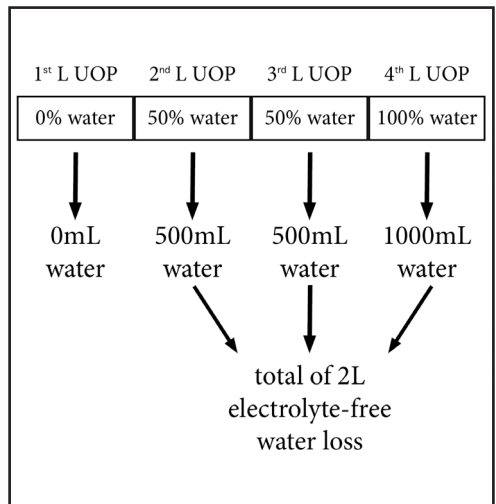 1st L UOP 2nd L UOP 3rd L UOP 4th L UOP
0% water 50% water 50% water 100% water
0mL 500mL 500mL 1000mL
water water water water
total of 2L
electrolyte-free
water loss